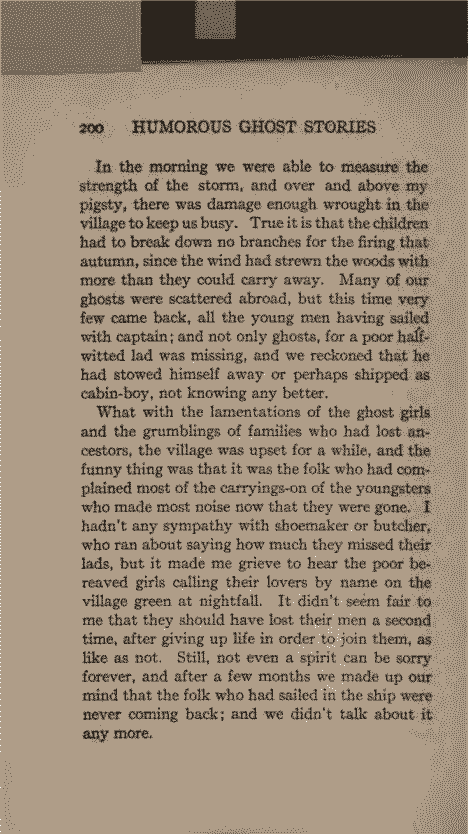 200 HUMOROUS GHOST STORIES
In the morning we were able to measure the
strength of the storm, and over and above my
pigsty, there was damage enough wrought in the
village to keep us busy. True it is that the children
had to break down no branches for the firing that
autumn, since the wind had strewn the woods with
more than they could carry away. Many of our
ghosts were scattered abroad, but this time very
few came back, all the young men having sailed
with captain; and not only ghosts, for a poor half-
witted lad was missing, and we reckoned that he
had stowed himself away or perhaps shipped as
cabin-boy, not knowing any better.
What with the lamentations of the ghost girls
and the grumblings of families who had lost an-
cestors, the village was upset for a while, and the
funny thing was that it was the folk who had com-
plained most of the carryings-on of the youngsters
who made most noise now that they were gone. I
hadn't any sympathy with shoemaker or butcher,
who ran about saying how much they missed their
lads, but it made me grieve to hear the poor be-
reaved girls calling their lovers by name on the
village green at nightfall. It didn't seem fair to
me that they should have lost their men a second
time, after giving up life in order to join them, as
like as not. Still, not even a spirit can be sorry
forever, and after a few months we made up our
mind that the folk who had sailed in the ship were
never coming back; and we didn't talk about it
any more.